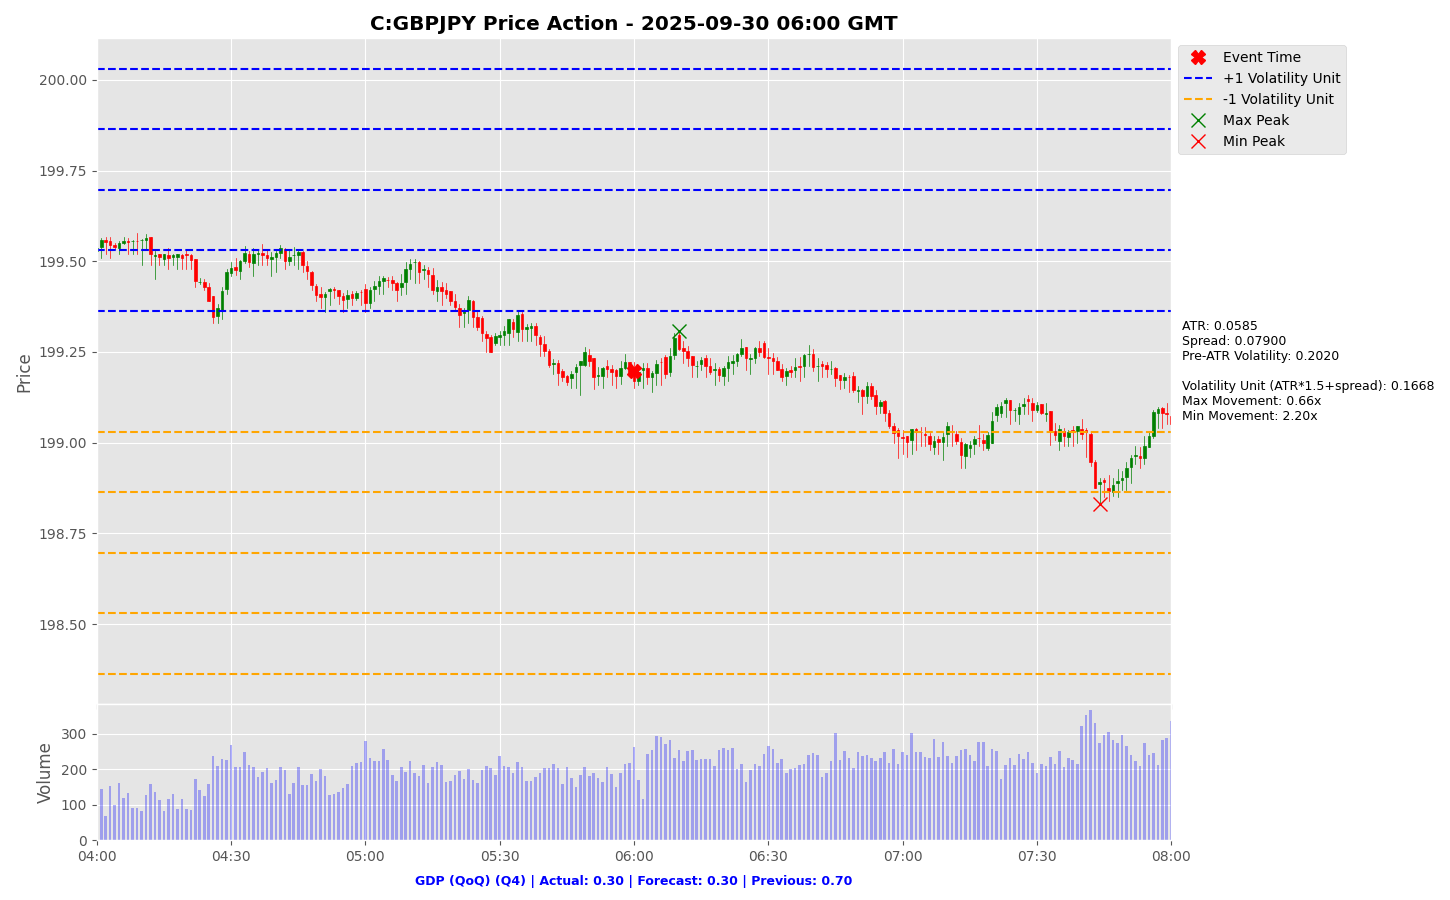 C:GBPJPY Price Action - 2025-09-30 06:00 GMT
Event Time
+1 Volatility Unit
-1 Volatility Unit
Max Peak
Min Peak
200.00
199.75
199.50
199.25
199.00
198.75
198.50
Price
ATR: 0.0585
Spread: 0.07900
Pre-ATR Volatility: 0.2020
Volatility Unit (ATR*1.5+spread): 0.1668
Max Movement: 0.66x
Min Movement: 2.20x
300
200
100
0
Volume
04:00 04:30 05:00 05:30 06:00 06:30 07:00 07:30 08:00
GDP (QoQ) (Q4) | Actual: 0.30 | Forecast: 0.30 | Previous: 0.70